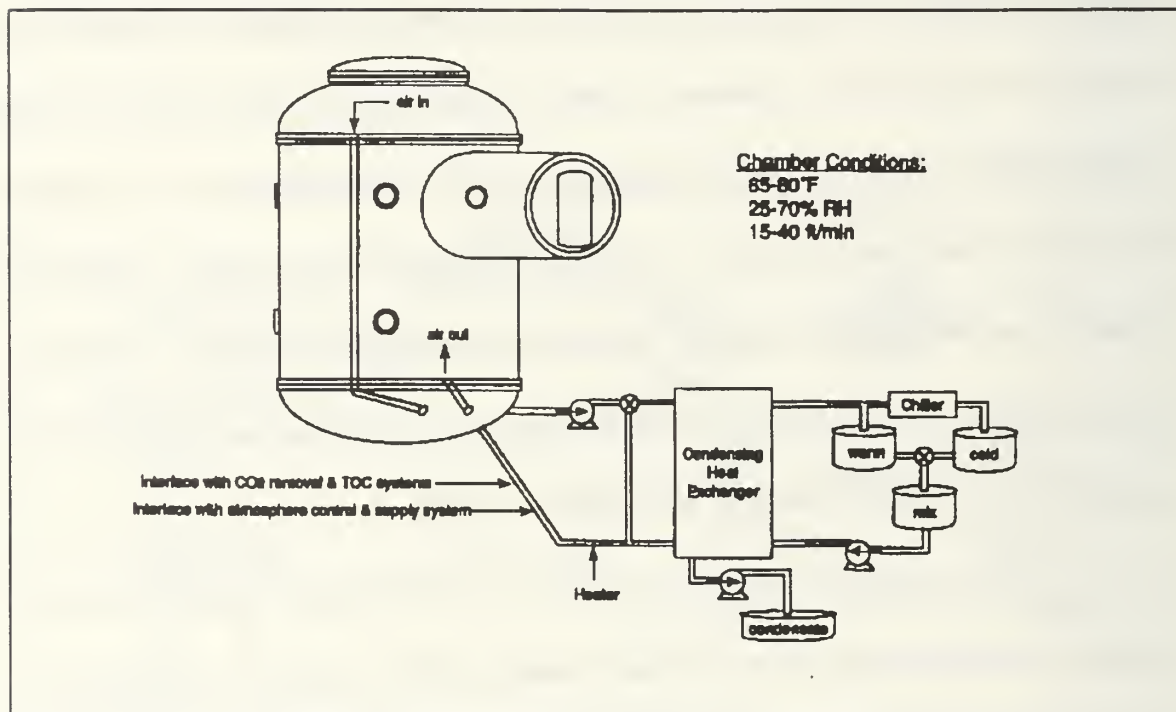 air in
Chamber Conditions:
65-80°F
25-70% RH
15-40 ft/min
air out
Chiller
warm
cold
Condensing
Heat
Exchanger
mix
Interface with CO2 removal & TCC systems
Interface with atmosphere control & supply system
Heater
condensate